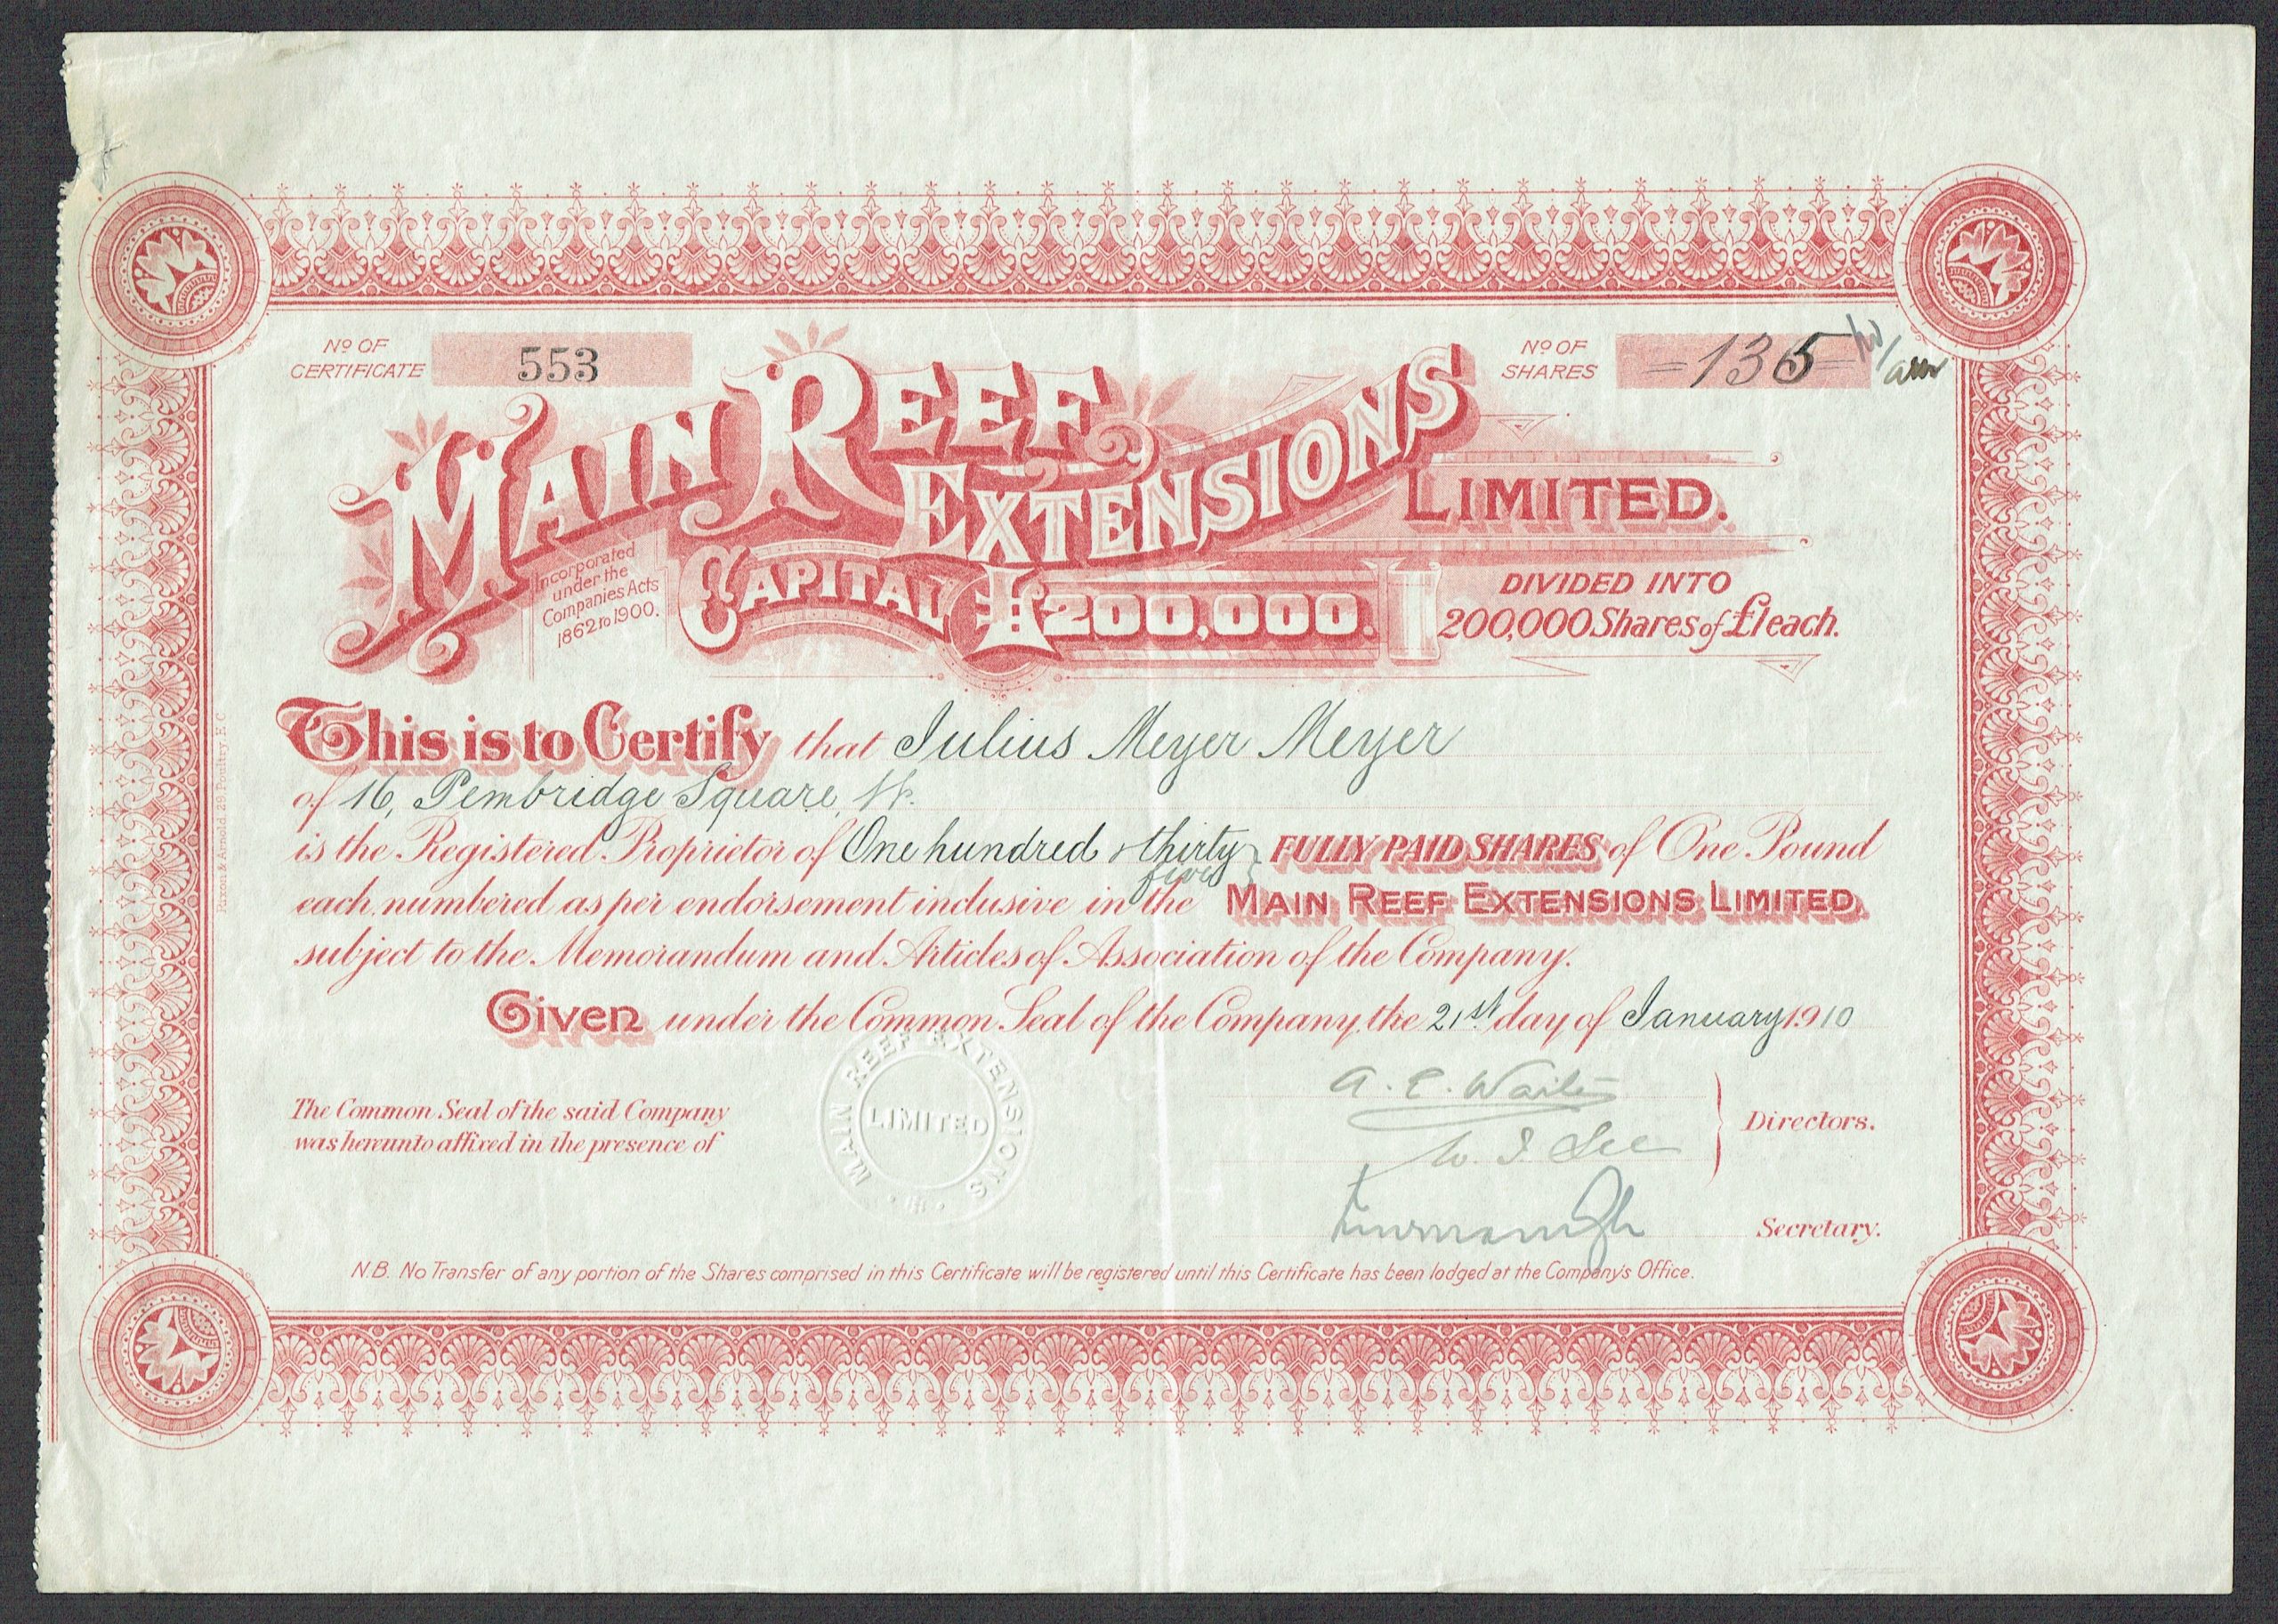 Nº OF CERTIFICATE 553
Nº OF SHARES -135-
MAIN REEF EXTENSIONS LIMITED.
Incorporated
under the
Companies Acts
1862 to 1900.
CAPITAL £200,000.
DIVIDED INTO
200,000 Shares of £1 each.
This is to Certify that Julius Meyer Meyer
of 16, Pembridge Square, W.
is the Registered Proprietor of One hundred & thirty five FULLY PAID SHARES of One Pound
each, numbered as per endorsement inclusive in the MAIN REEF EXTENSIONS LIMITED,
subject to the Memorandum and Articles of Association of the Company.
Given under the Common Seal of the Company, the 21st day of January 1910
MAIN REEF EXTENSIONS
LIMITED
The Common Seal of the said Company
was hereunto affixed in the presence of
Directors.
Secretary.
N.B. No Transfer of any portion of the Shares comprised in this Certificate will be registered until this Certificate has been lodged at the Company's Office.
& Arnold. 29, Poultry, E.C